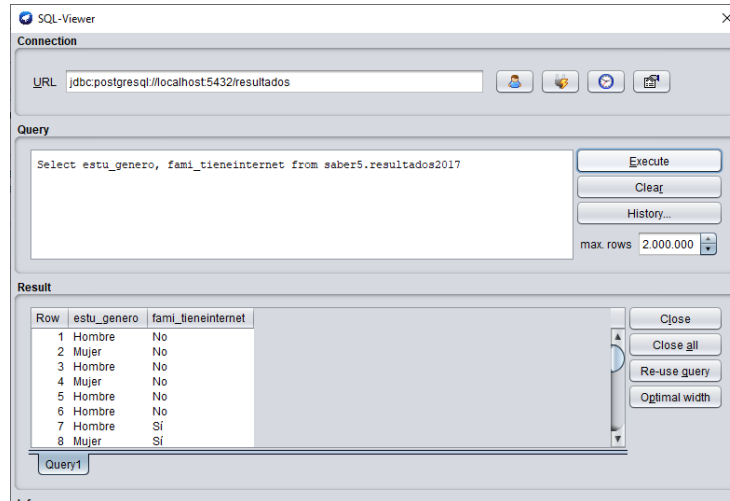 SQL-Viewer
Connection
URL jdbc:postgresql://localhost:5432/resultados
Query
Select estu_genero, fami_tieneinternet from saber5.resultados2017
Execute
Clear
History...
max. rows 2.000.000
Result
Row estu_genero fami_tieneinternet
1 Hombre No
2 Mujer No
3 Hombre No
4 Mujer No
5 Hombre No
6 Hombre No
7 Hombre Sí
8 Mujer Sí
Close
Close all
Re-use query
Optimal width
Query1